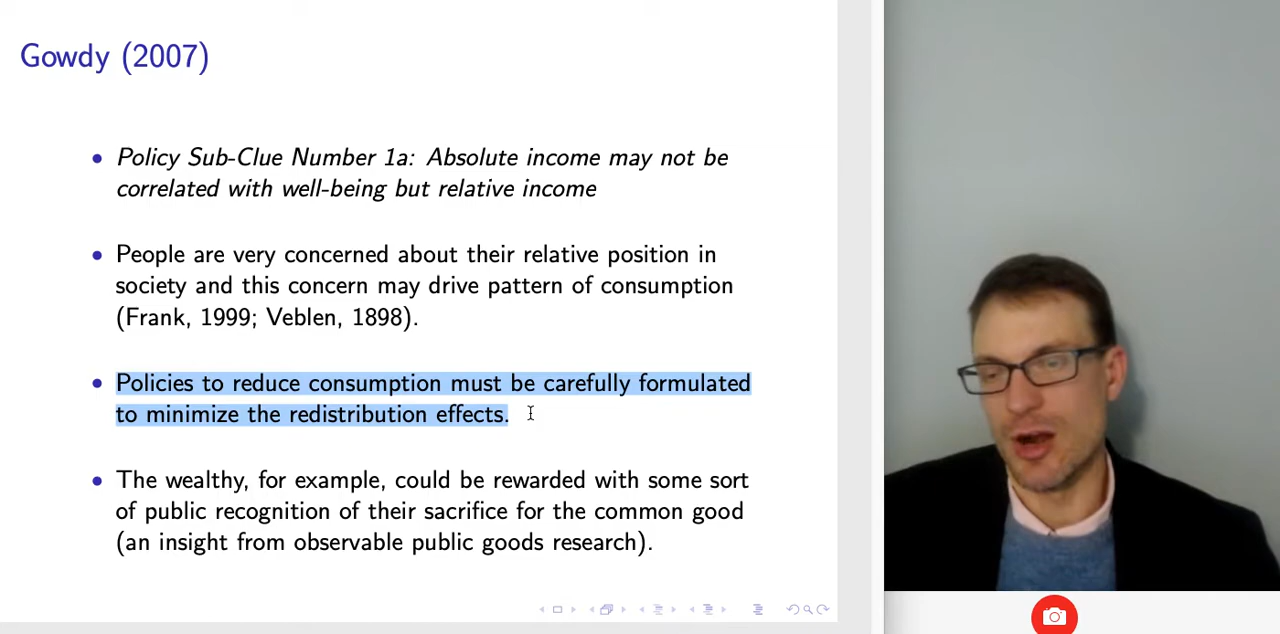 Gowdy (2007)
Policy Sub-Clue Number 1a: Absolute income may not be
correlated with well-being but relative income
People are very concerned about their relative position in
society and this concern may drive pattern of consumption
(Frank, 1999; Veblen, 1898).
Policies to reduce consumption must be carefully formulated
to minimize the redistribution effects.
The wealthy, for example, could be rewarded with some sort
of public recognition of their sacrifice for the common good
(an insight from observable public goods research).